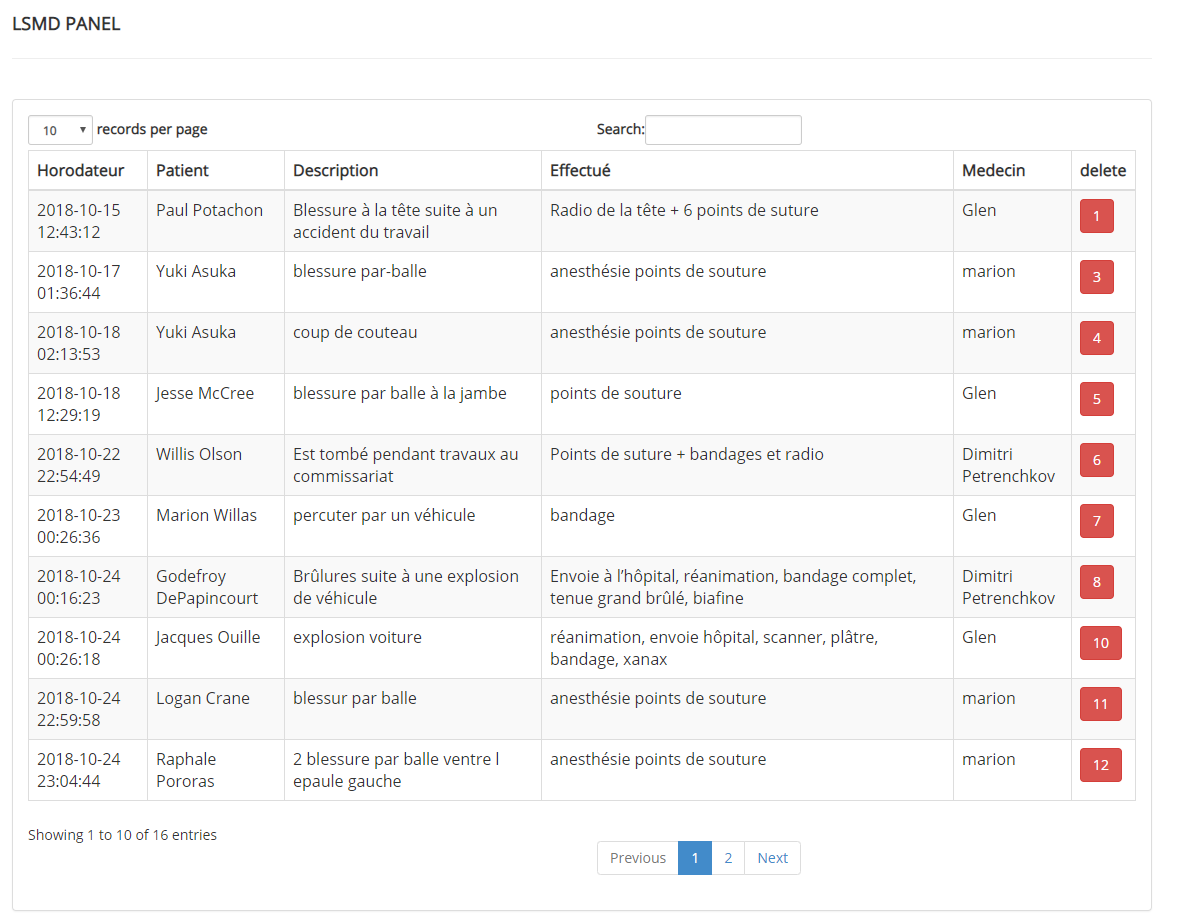 LSMD PANEL
10 records per page Search:
Horodateur Patient Description Effectué Medecin delete
2018-10-15 Paul Potachon Blessure à la tête suite à un Radio de la tête + 6 points de suture Glen 1
12:43:12 accident du travail
2018-10-17 Yuki Asuka blessure par-balle anesthésie points de souture marion 3
01:36:44
2018-10-18 Yuki Asuka coup de couteau anesthésie points de souture marion 4
02:13:53
2018-10-18 Jesse McCree blessure par balle à la jambe points de souture Glen 5
12:29:19
2018-10-22 Willis Olson Est tombé pendant travaux au Points de suture + bandages et radio Dimitri 6
22:54:49 commissariat Petrenchkov
2018-10-23 Marion Willas percuter par un véhicule bandage Glen 7
00:26:36
2018-10-24 Godefroy Brûlures suite à une explosion Envoie à l’hôpital, réanimation, bandage complet, Dimitri 8
00:16:23 DePapincourt de véhicule tenue grand brûlé, biafine Petrenchkov
2018-10-24 Jacques Ouille explosion voiture réanimation, envoie hôpital, scanner, plâtre, Glen 10
00:26:18 bandage, xanax
2018-10-24 Logan Crane blessur par balle anesthésie points de souture marion 11
22:59:58
2018-10-24 Raphale 2 blessure par balle ventre l anesthésie points de souture marion 12
23:04:44 Pororas epaule gauche
Showing 1 to 10 of 16 entries
Previous 1 2 Next